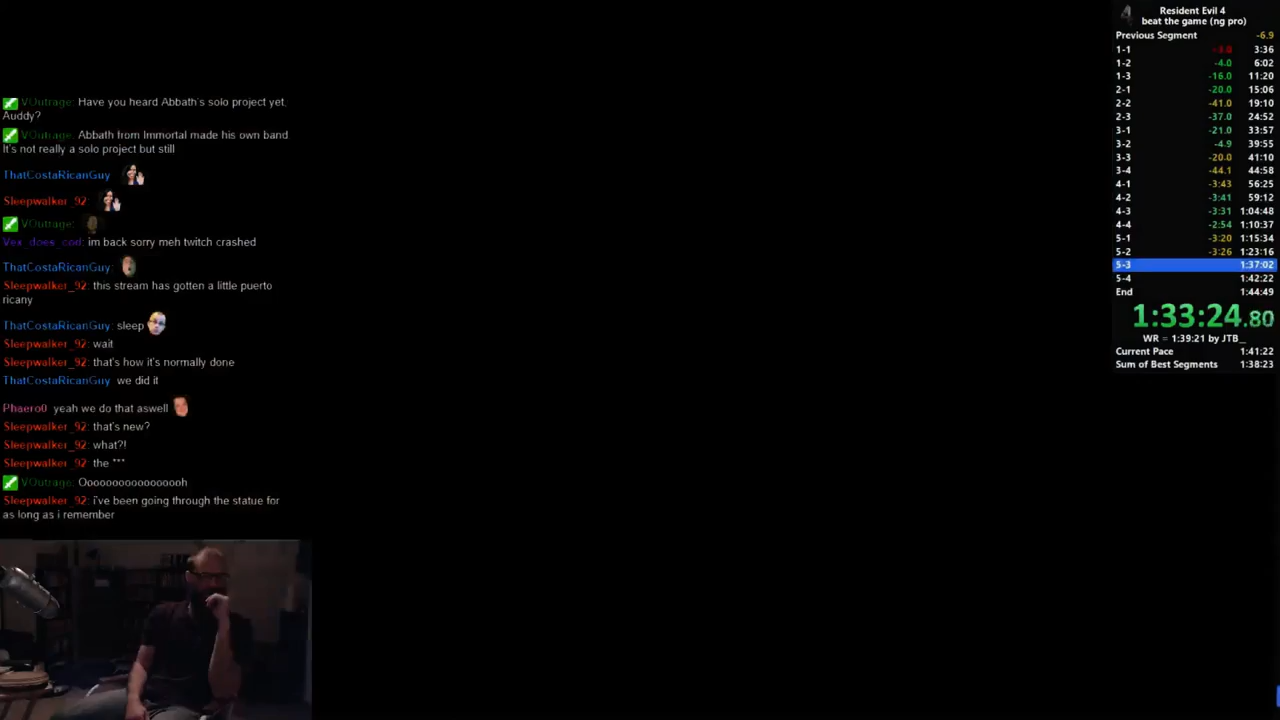 VOutrage: Have you heard Abbath's solo project yet,
Auddy?
VOutrage: Abbath from Immortal made his own band
It's not really a solo project but still
ThatCostaRicanGuy
Sleepwalker_92:
VOutrage:
Vex_does_cod: im back sorry meh twitch crashed
ThatCostaRicanGuy:
Sleepwalker_92: this stream has gotten a little puerto
ricany
ThatCostaRicanGuy: sleep
Sleepwalker_92: wait
Sleepwalker_92: that's how it's normally done
ThatCostaRicanGuy: we did it
Phaero0: yeah we do that aswell
Sleepwalker_92: that's new?
Sleepwalker_92: what?!
Sleepwalker_92: the ***
VOutrage: Oooooooooooooooooh
Sleepwalker_92: i've been going through the statue for
as long as i remember
Resident Evil 4
beat the game (ng pro)
Previous Segment -6.9
1-1 -3.0 3:36
1-2 -4.0 6:02
1-3 -16.0 11:20
2-1 -20.0 15:06
2-2 -41.0 19:10
2-3 -37.0 24:52
3-1 -21.0 33:57
3-2 -4.9 39:55
3-3 -20.0 41:10
3-4 -44.1 44:58
4-1 -3:43 56:25
4-2 -3:41 59:12
4-3 -3:31 1:04:48
4-4 -2:54 1:10:37
5-1 -3:20 1:15:34
5-2 -3:26 1:23:16
5-3 1:37:02
5-4 1:42:22
End 1:44:49
1:33:24.80
WR = 1:39:21 by JTB_
Current Pace 1:41:22
Sum of Best Segments 1:38:23